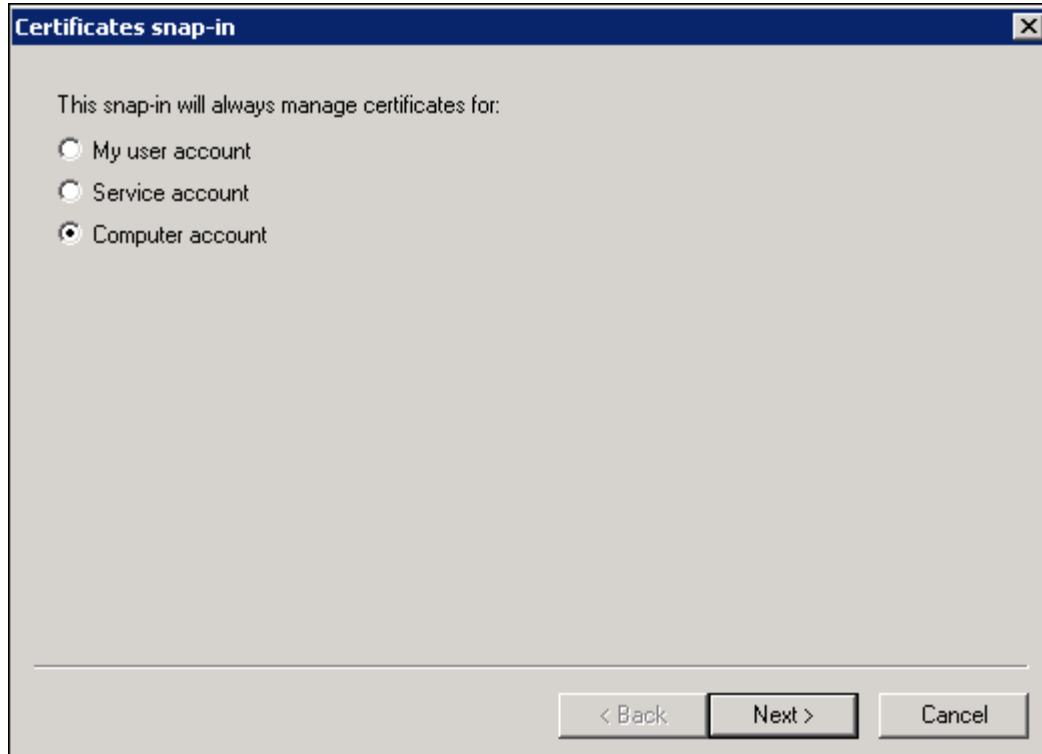 Certificates snap-in
This snap-in will always manage certificates for:
My user account
Service account
Computer account
< Back Next > Cancel